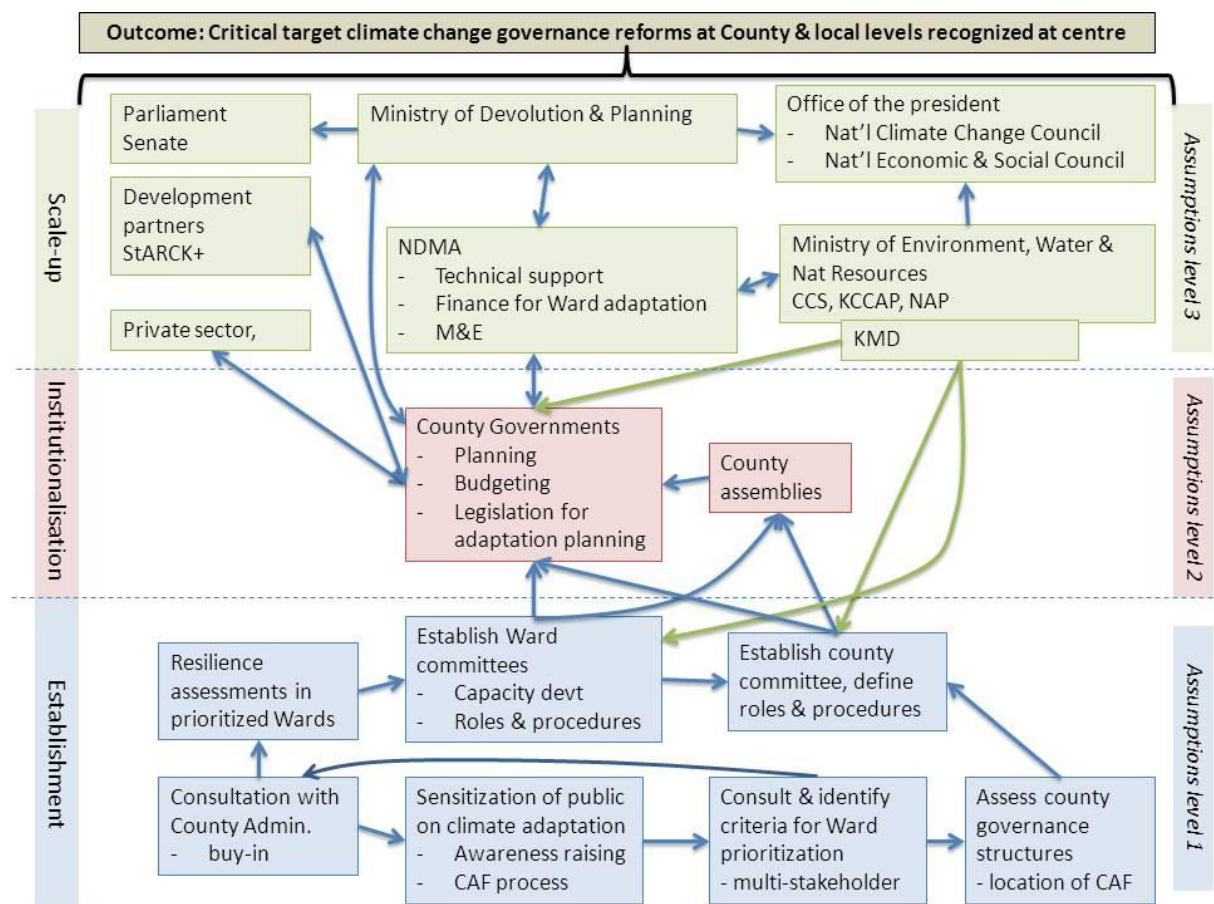 Outcome: Critical target climate change governance reforms at County & local levels recognized at centre
Scale-up
Parliament
Senate
Ministry of Devolution & Planning
Office of the president
- Nat'l Climate Change Council
- Nat'l Economic & Social Council
Assumptions level 3
Development
partners
StARCK+
NDMA
- Technical support
- Finance for Ward adaptation
- M&E
Ministry of Environment, Water &
Nat Resources
CCS, KCCAP, NAP
Private sector,
KMD
Institutionalisation
County Governments
- Planning
- Budgeting
- Legislation for
adaptation planning
County
assemblies
Assumptions level 2
Establishment
Resilience
assessments in
prioritized Wards
Establish Ward
committees
- Capacity devt
- Roles & procedures
Establish county
committee, define
roles & procedures
Assumptions level 1
Consultation with
County Admin.
- buy-in
Sensitization of public
on climate adaptation
- Awareness raising
- CAF process
Consult & identify
criteria for Ward
prioritization
- multi-stakeholder
Assess county
governance
structures
- location of CAF